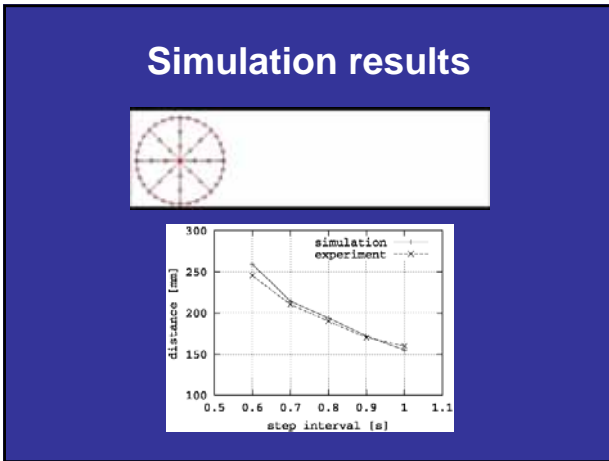 Simulation results
simulation
experiment
300
250
200
150
100
distance [mm]
0.5 0.6 0.7 0.8 0.9 1 1.1
step interval [s]